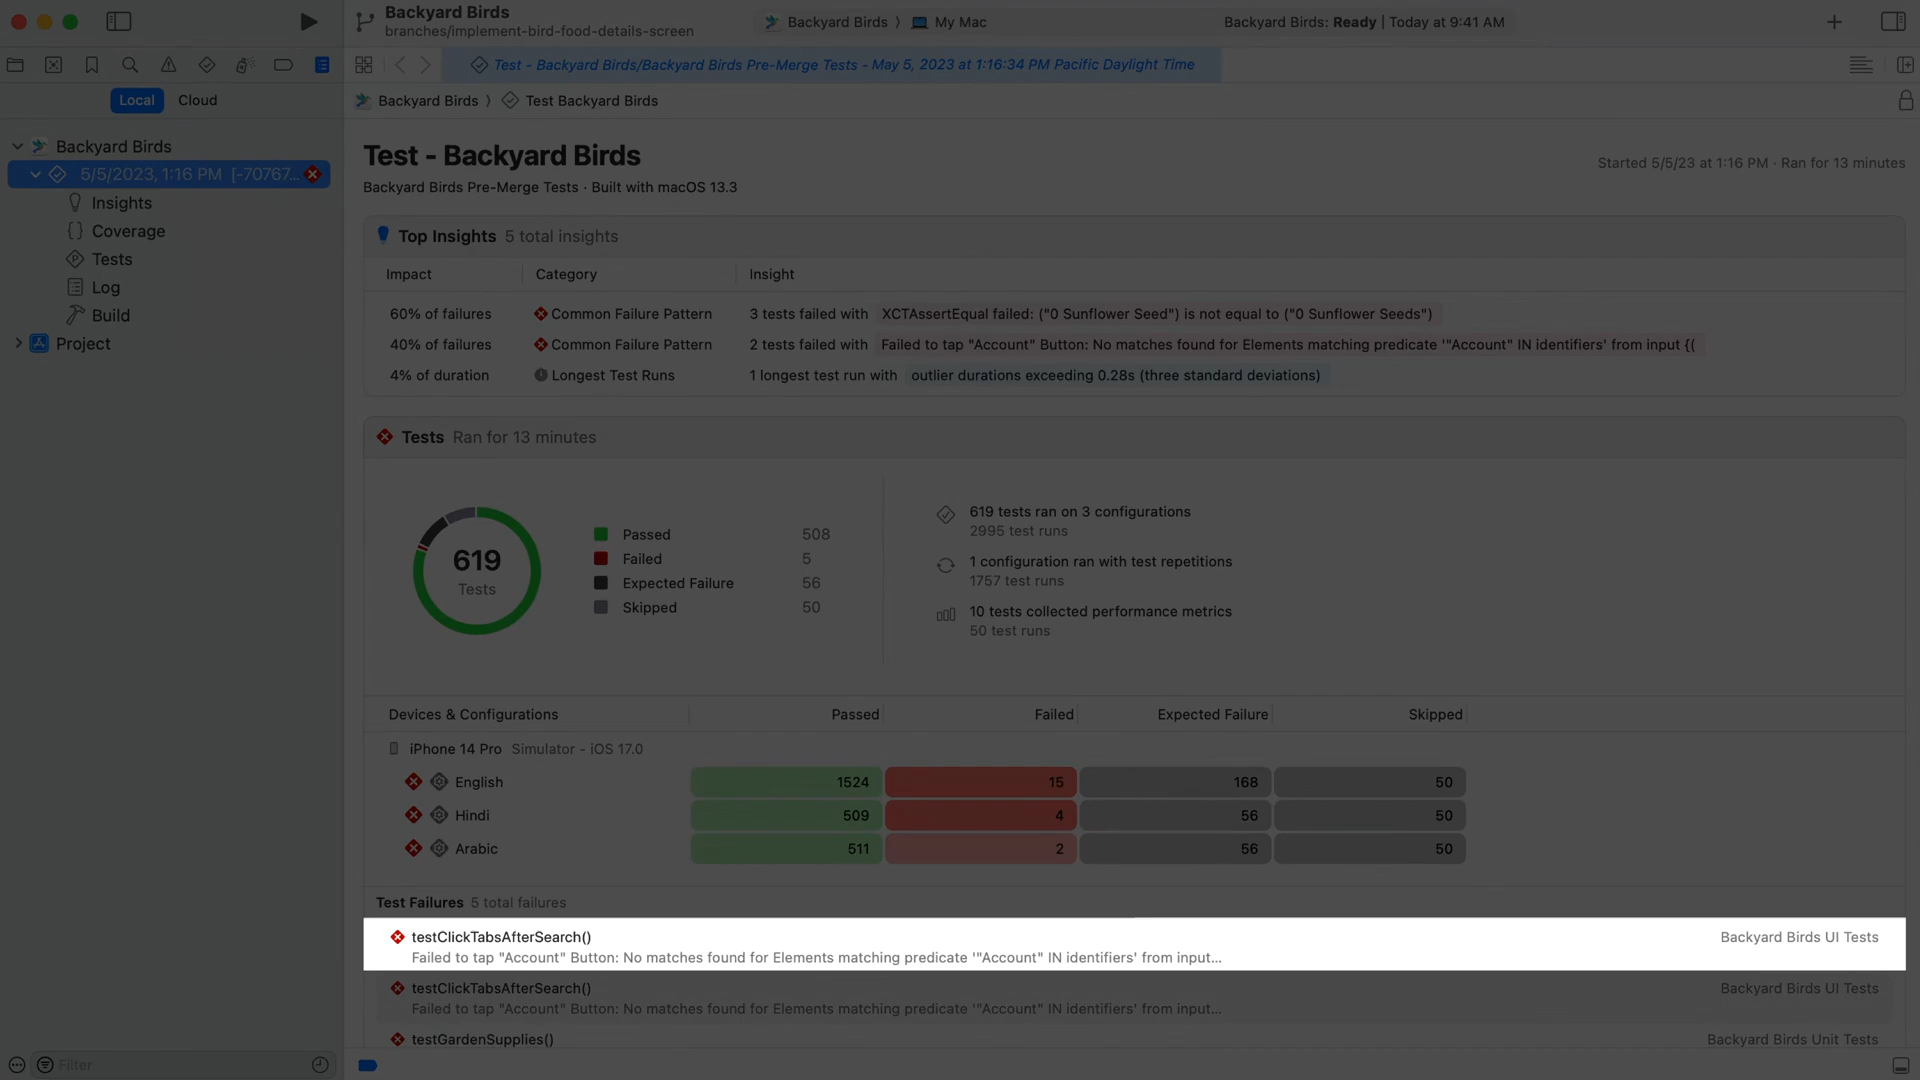 Backyard Birds
branches/implement-bird-food-details-screen
Backyard Birds 〉 My Mac
Backyard Birds: Ready | Today at 9:41 AM
Test - Backyard Birds/Backyard Birds Pre-Merge Tests - May 5, 2023 at 1:16:34 PM Pacific Daylight Time
Local Cloud
Backyard Birds 〉 Test Backyard Birds
Backyard Birds
5/5/2023, 1:16 PM [-70767...
Insights
Coverage
Tests
Log
Build
Project
Filter
Test - Backyard Birds
Started 5/5/23 at 1:16 PM · Ran for 13 minutes
Backyard Birds Pre-Merge Tests · Built with macOS 13.3
Top Insights 5 total insights
Impact Category Insight
60% of failures Common Failure Pattern 3 tests failed with XCTAssertEqual failed: ("0 Sunflower Seed") is not equal to ("0 Sunflower Seeds")
40% of failures Common Failure Pattern 2 tests failed with Failed to tap "Account" Button: No matches found for Elements matching predicate '"Account" IN identifiers' from input {(
4% of duration Longest Test Runs 1 longest test run with outlier durations exceeding 0.28s (three standard deviations)
Tests Ran for 13 minutes
619
Tests
Passed 508
Failed 5
Expected Failure 56
Skipped 50
619 tests ran on 3 configurations
2995 test runs
1 configuration ran with test repetitions
1757 test runs
10 tests collected performance metrics
50 test runs
Devices & Configurations Passed Failed Expected Failure Skipped
iPhone 14 Pro Simulator - iOS 17.0
English 1524 15 168 50
Hindi 509 4 56 50
Arabic 511 2 56 50
Test Failures 5 total failures
testClickTabsAfterSearch() Backyard Birds UI Tests
Failed to tap "Account" Button: No matches found for Elements matching predicate '"Account" IN identifiers' from input...
testClickTabsAfterSearch() Backyard Birds UI Tests
Failed to tap "Account" Button: No matches found for Elements matching predicate '"Account" IN identifiers' from input...
testGardenSupplies() Backyard Birds Unit Tests